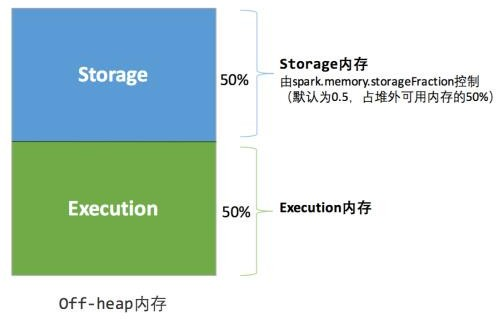 Storage
50%
Storage内存
由spark.memory.storageFraction控制
（默认为0.5，占堆外可用内存的50%）
Execution
50%
Execution内存
Off-heap内存